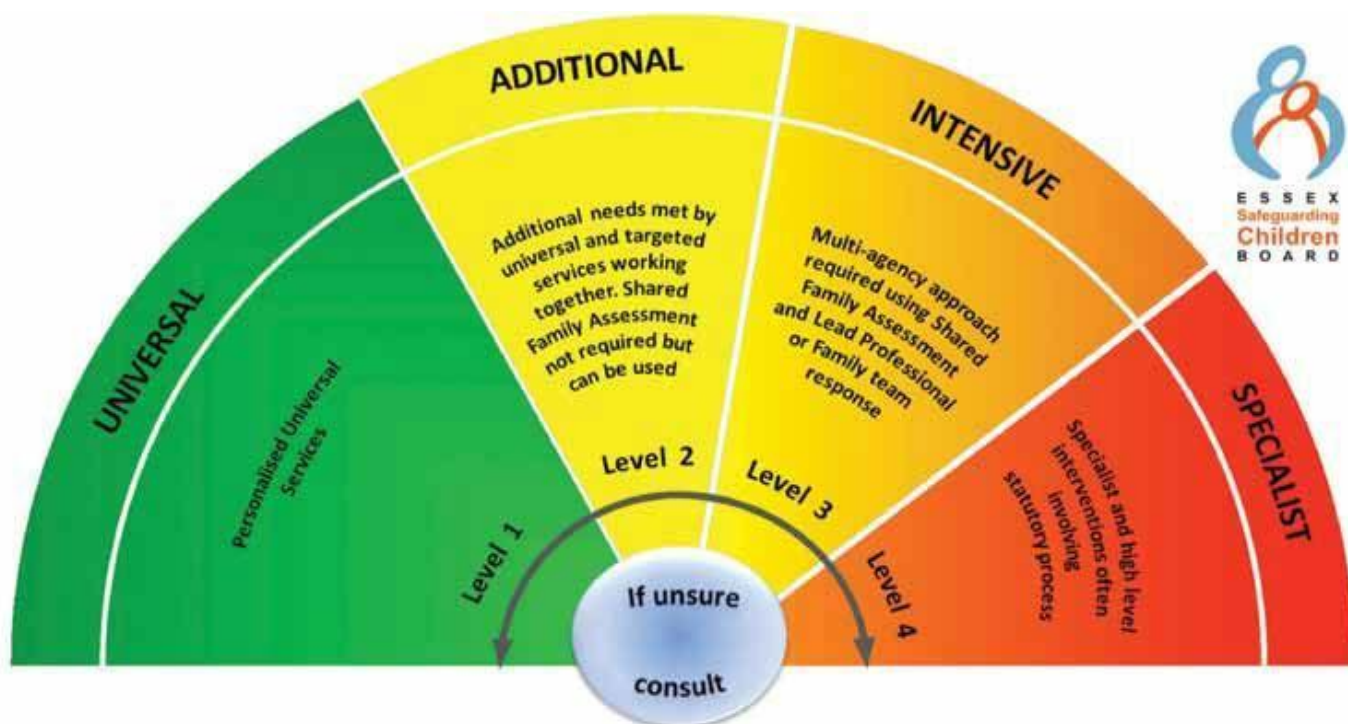 UNIVERSAL
Personalised Universal
Services
Level 1
ADDITIONAL
Additional needs met by
universal and targeted
services working
together. Shared
Family Assessment
not required but
can be used
Level 2
INTENSIVE
Multi-agency approach
required using Shared
Family Assessment
and Lead Professional
or Family team
response
Level 3
SPECIALIST
Specialist and high level
interventions often
involving
statutory process
Level 4
If unsure
consult
ESSEX
Safeguarding
Children
BOARD